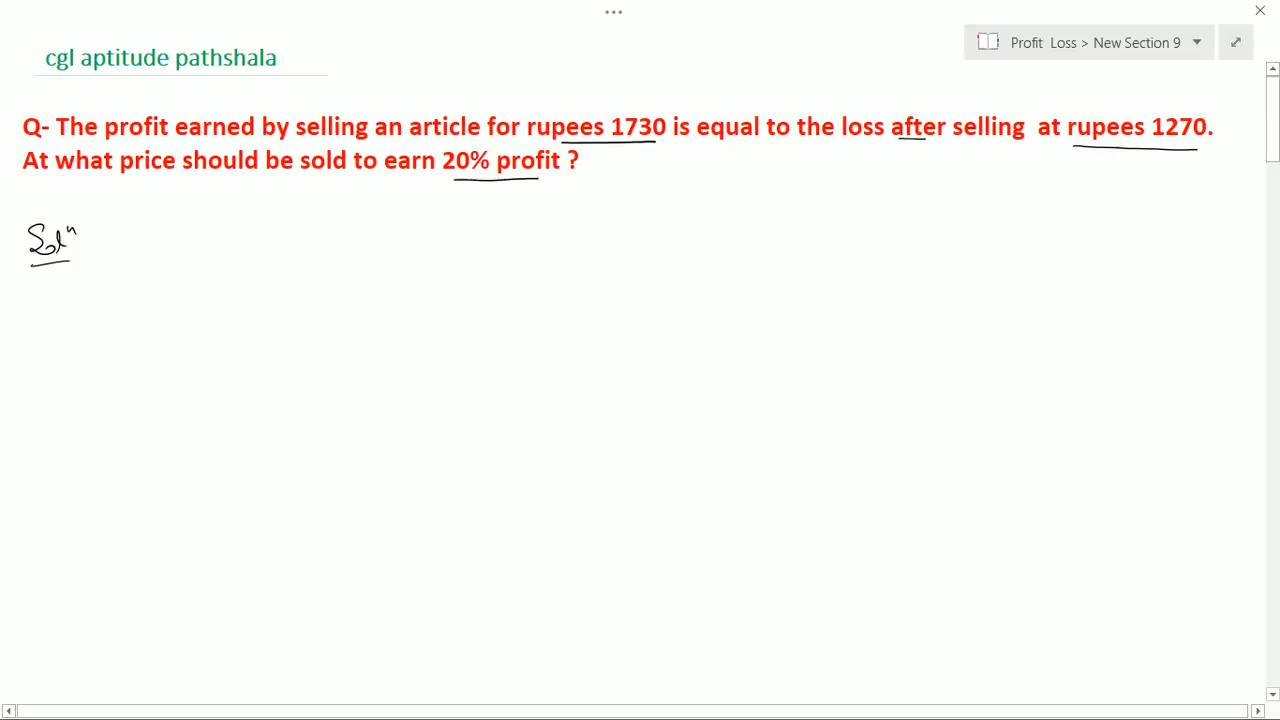 cgl aptitude pathshala
Profit Loss > New Section 9
Q- The profit earned by selling an article for rupees 1730 is equal to the loss after selling at rupees 1270.
At what price should be sold to earn 20% profit ?
Solⁿ